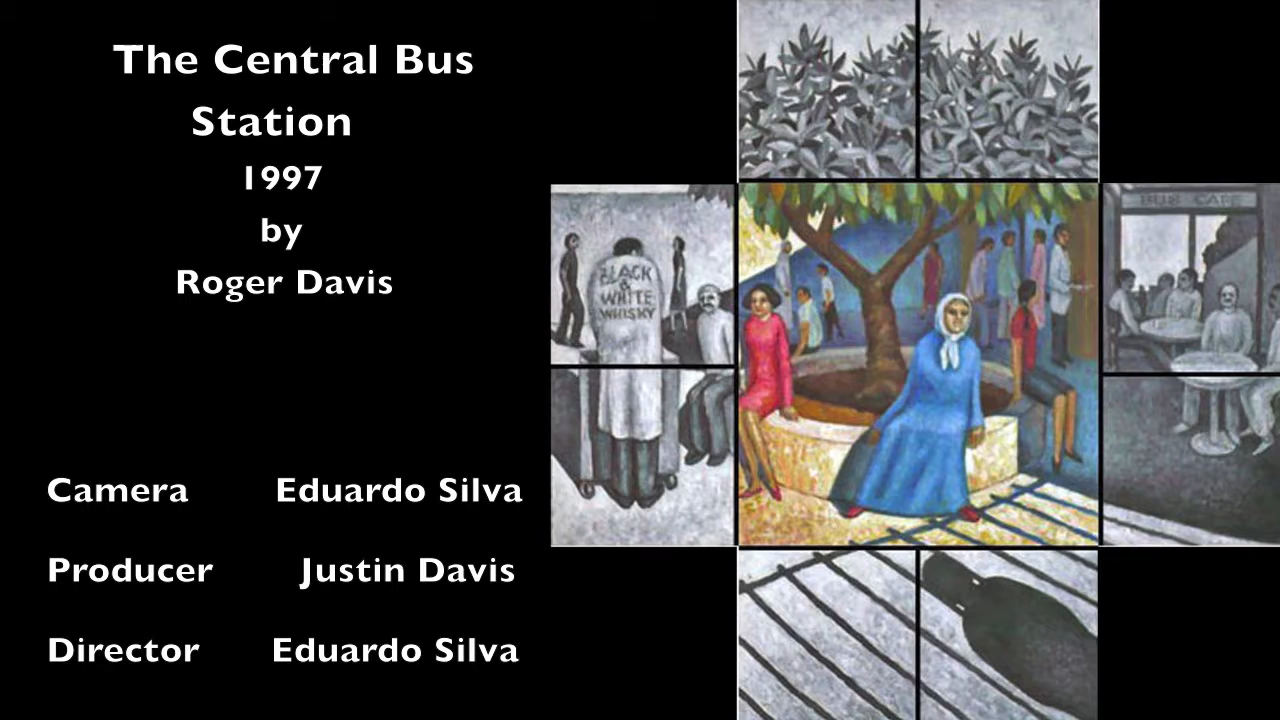 The Central Bus
Station
1997
by
Roger Davis
Camera Eduardo Silva
Producer Justin Davis
Director Eduardo Silva
BLACK
&
WHITE
WHISKY
BUS CAFE